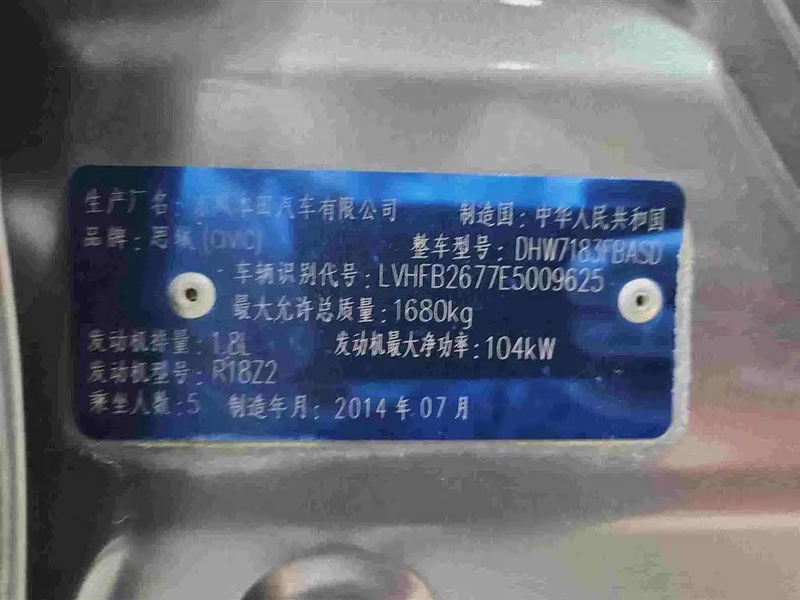 生产厂名：东风本田汽车有限公司 制造国：中华人民共和国
品牌：思域(CIVIC) 整车型号：DHW7183FBASD
车辆识别代号：LVHFB2677E5009625
最大允许总质量：1680kg
发动机排量：1.8L 发动机最大净功率：104kW
发动机型号：R18Z2
乘坐人数：5 制造年月：2014年07月